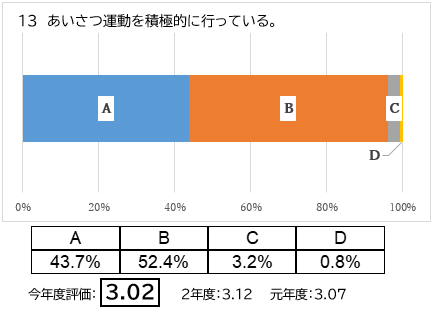 13 あいさつ運動を積極的に行っている。
A
B
C
D
0% 20% 40% 60% 80% 100%
A B C D
43.7% 52.4% 3.2% 0.8%
今年度評価: 3.02 2年度:3.12 元年度:3.07